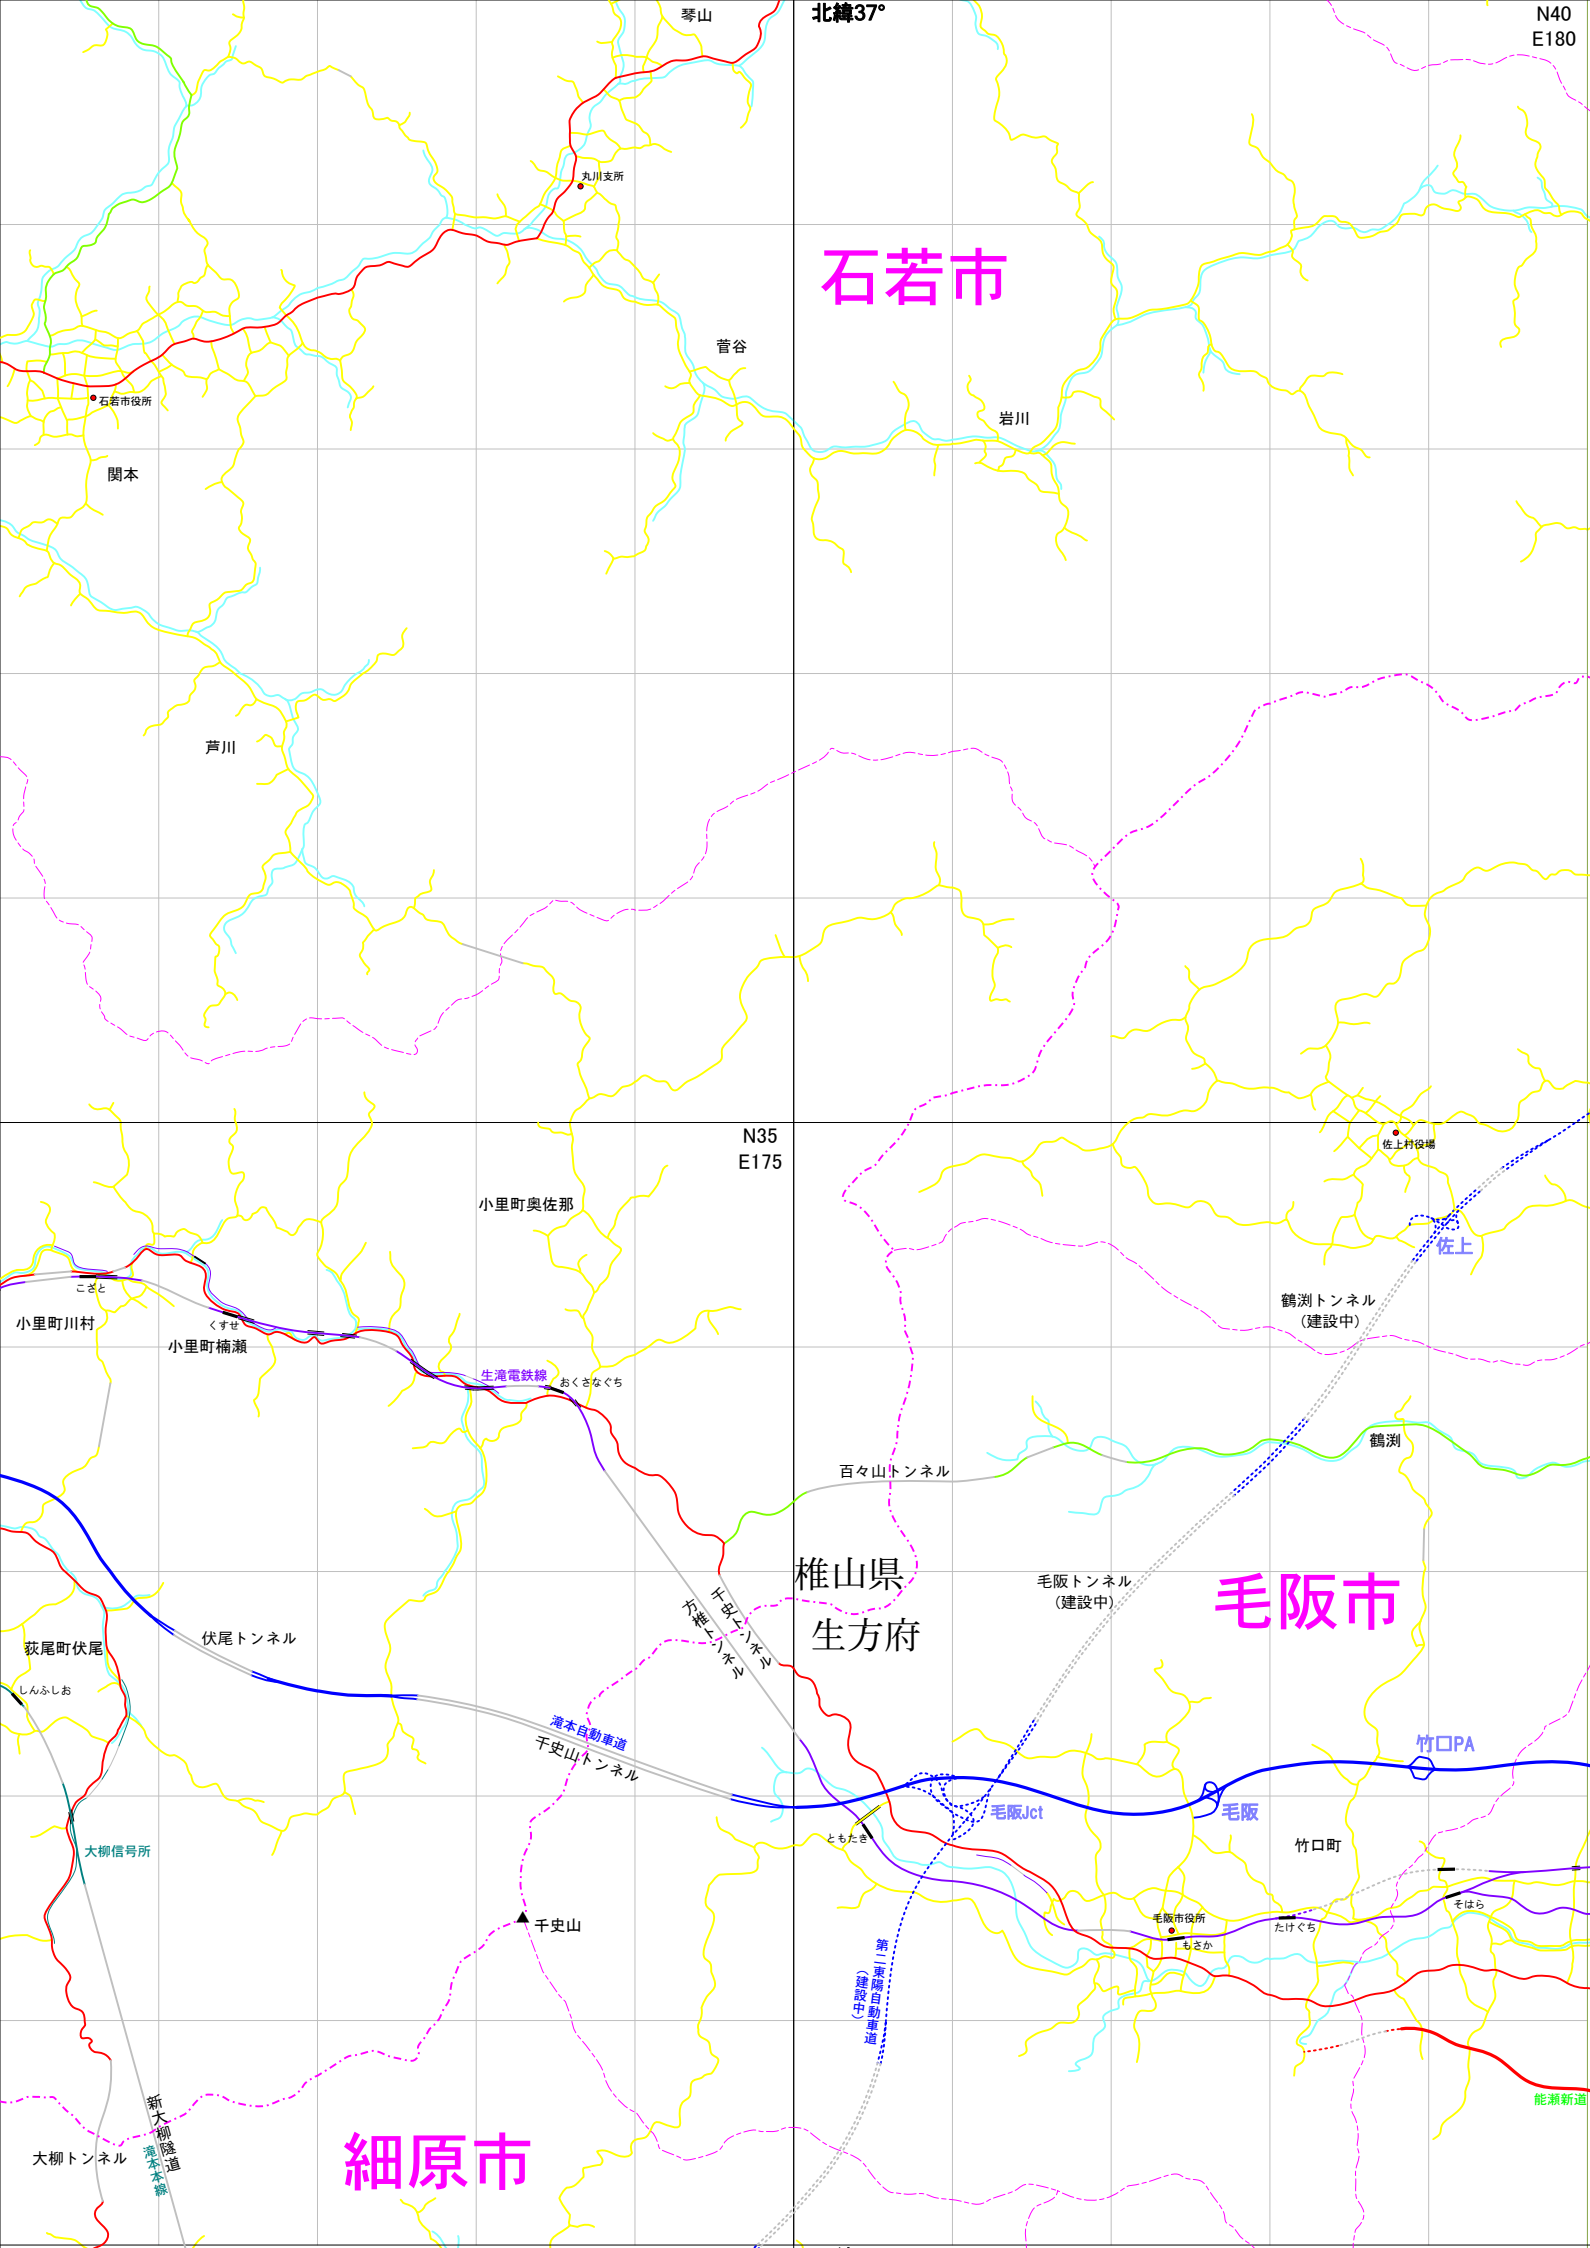 琴山
北緯37°
N40
E180
丸川支所
石若市
菅谷
石若市役所
岩川
関本
芦川
N35
E175
佐上村役場
小里町奥佐那
佐上
こざと
小里町川村
くすせ
小里町楠瀬
鶴渕トンネル
(建設中)
生滝電鉄線
おくさなぐち
鶴渕
百々山トンネル
椎山県
生方府
毛阪トンネル
(建設中)
毛阪市
千史トンネル
方椎トンネル
伏尾トンネル
荻尾町伏尾
しんふしお
滝本自動車道
千史山トンネル
竹口PA
毛阪Jct
毛阪
ともたき
竹口町
大柳信号所
千史山
毛阪市役所
もさか
たけぐち
そはら
第二東陽自動車道
(建設中)
能瀬新道
新大柳隧道
滝本本線
大柳トンネル
細原市